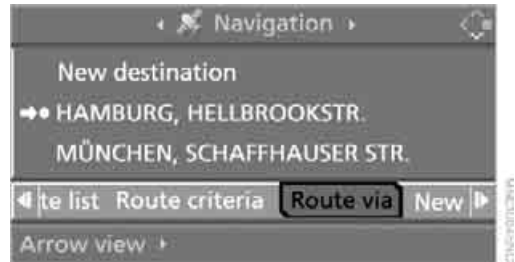 Navigation
New destination
HAMBURG, HELLBROOKSTR.
MÜNCHEN, SCHAFFHAUSER STR.
te list Route criteria Route via New
Arrow view